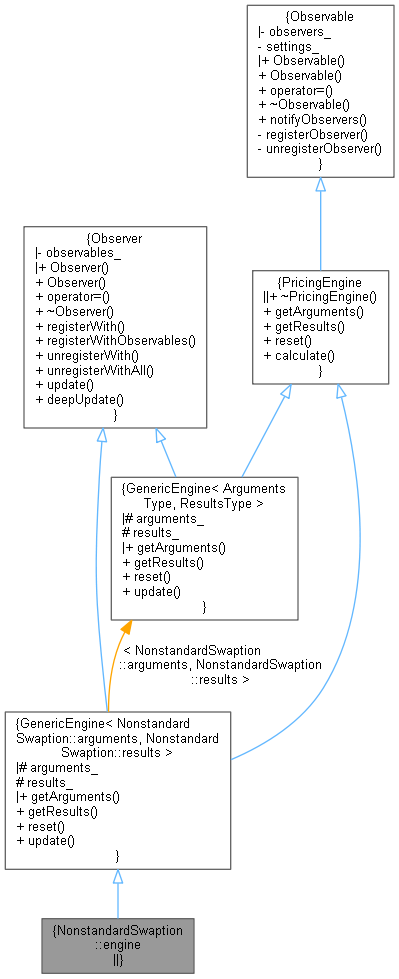 {Observable
|- observers_
- settings_
|+ Observable()
+ Observable()
+ operator=()
+ ~Observable()
+ notifyObservers()
- registerObserver()
- unregisterObserver()
}
{Observer
|- observables_
|+ Observer()
+ Observer()
+ operator=()
+ ~Observer()
+ registerWith()
+ registerWithObservables()
+ unregisterWith()
+ unregisterWithAll()
+ update()
+ deepUpdate()
}
{PricingEngine
||+ ~PricingEngine()
+ getArguments()
+ getResults()
+ reset()
+ calculate()
}
{GenericEngine< Arguments
Type, ResultsType >
|# arguments_
# results_
|+ getArguments()
+ getResults()
+ reset()
+ update()
}
< NonstandardSwaption
::arguments, NonstandardSwaption
::results >
{GenericEngine< Nonstandard
Swaption::arguments, Nonstandard
Swaption::results >
|# arguments_
# results_
|+ getArguments()
+ getResults()
+ reset()
+ update()
}
{NonstandardSwaption
::engine
||}